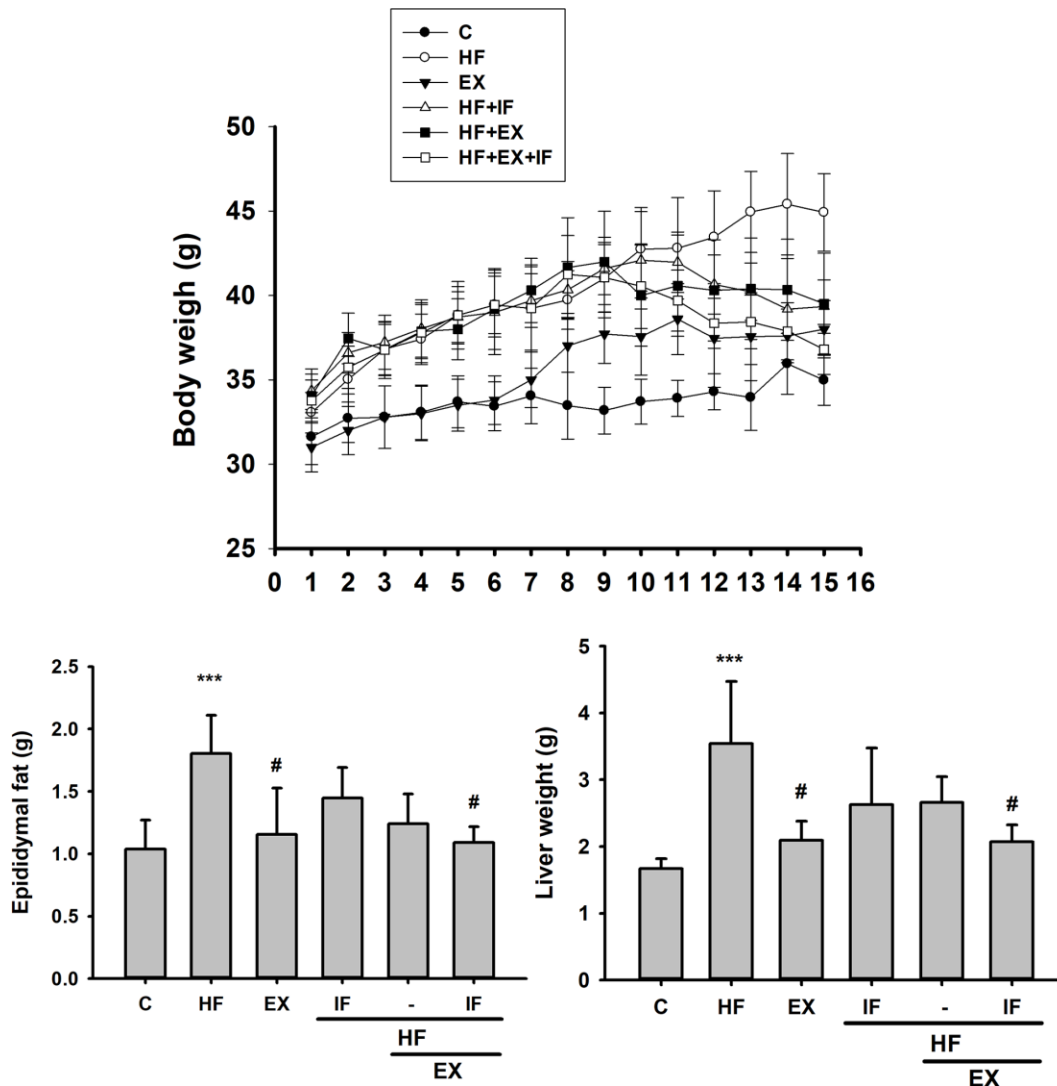 C
HF
EX
HF+IF
HF+EX
HF+EX+IF
Body weigh (g)
50
45
40
35
30
25
0 1 2 3 4 5 6 7 8 9 10 11 12 13 14 15 16
Epididymal fat (g)
2.5
2.0
1.5
1.0
0.5
0.0
***
#
#
C HF EX IF - IF
HF
EX
Liver weight (g)
5
4
3
2
1
0
***
#
#
C HF EX IF - IF
HF
EX